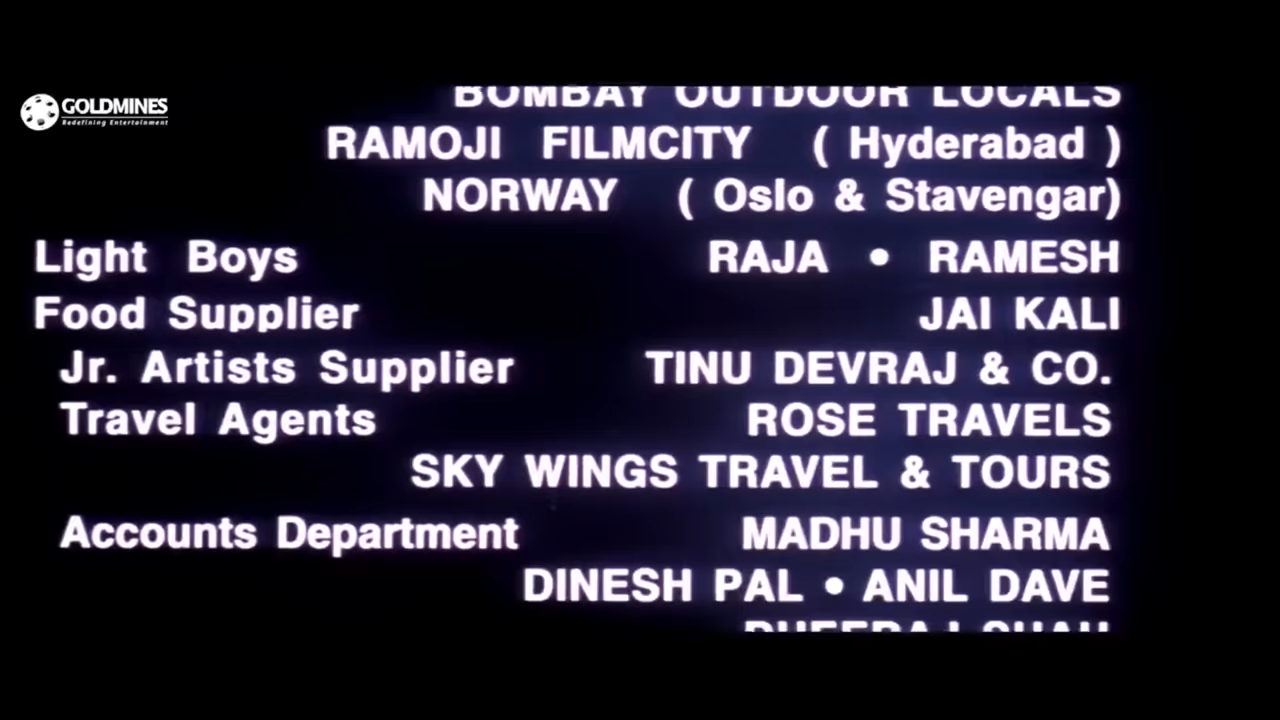 GOLDMINES
Redefining Entertainment
BOMBAY OUTDOOR LOCALS
RAMOJI FILMCITY ( Hyderabad )
NORWAY ( Oslo & Stavengar)
Light Boys RAJA • RAMESH
Food Supplier JAI KALI
Jr. Artists Supplier TINU DEVRAJ & CO.
Travel Agents ROSE TRAVELS
SKY WINGS TRAVEL & TOURS
Accounts Department MADHU SHARMA
DINESH PAL • ANIL DAVE